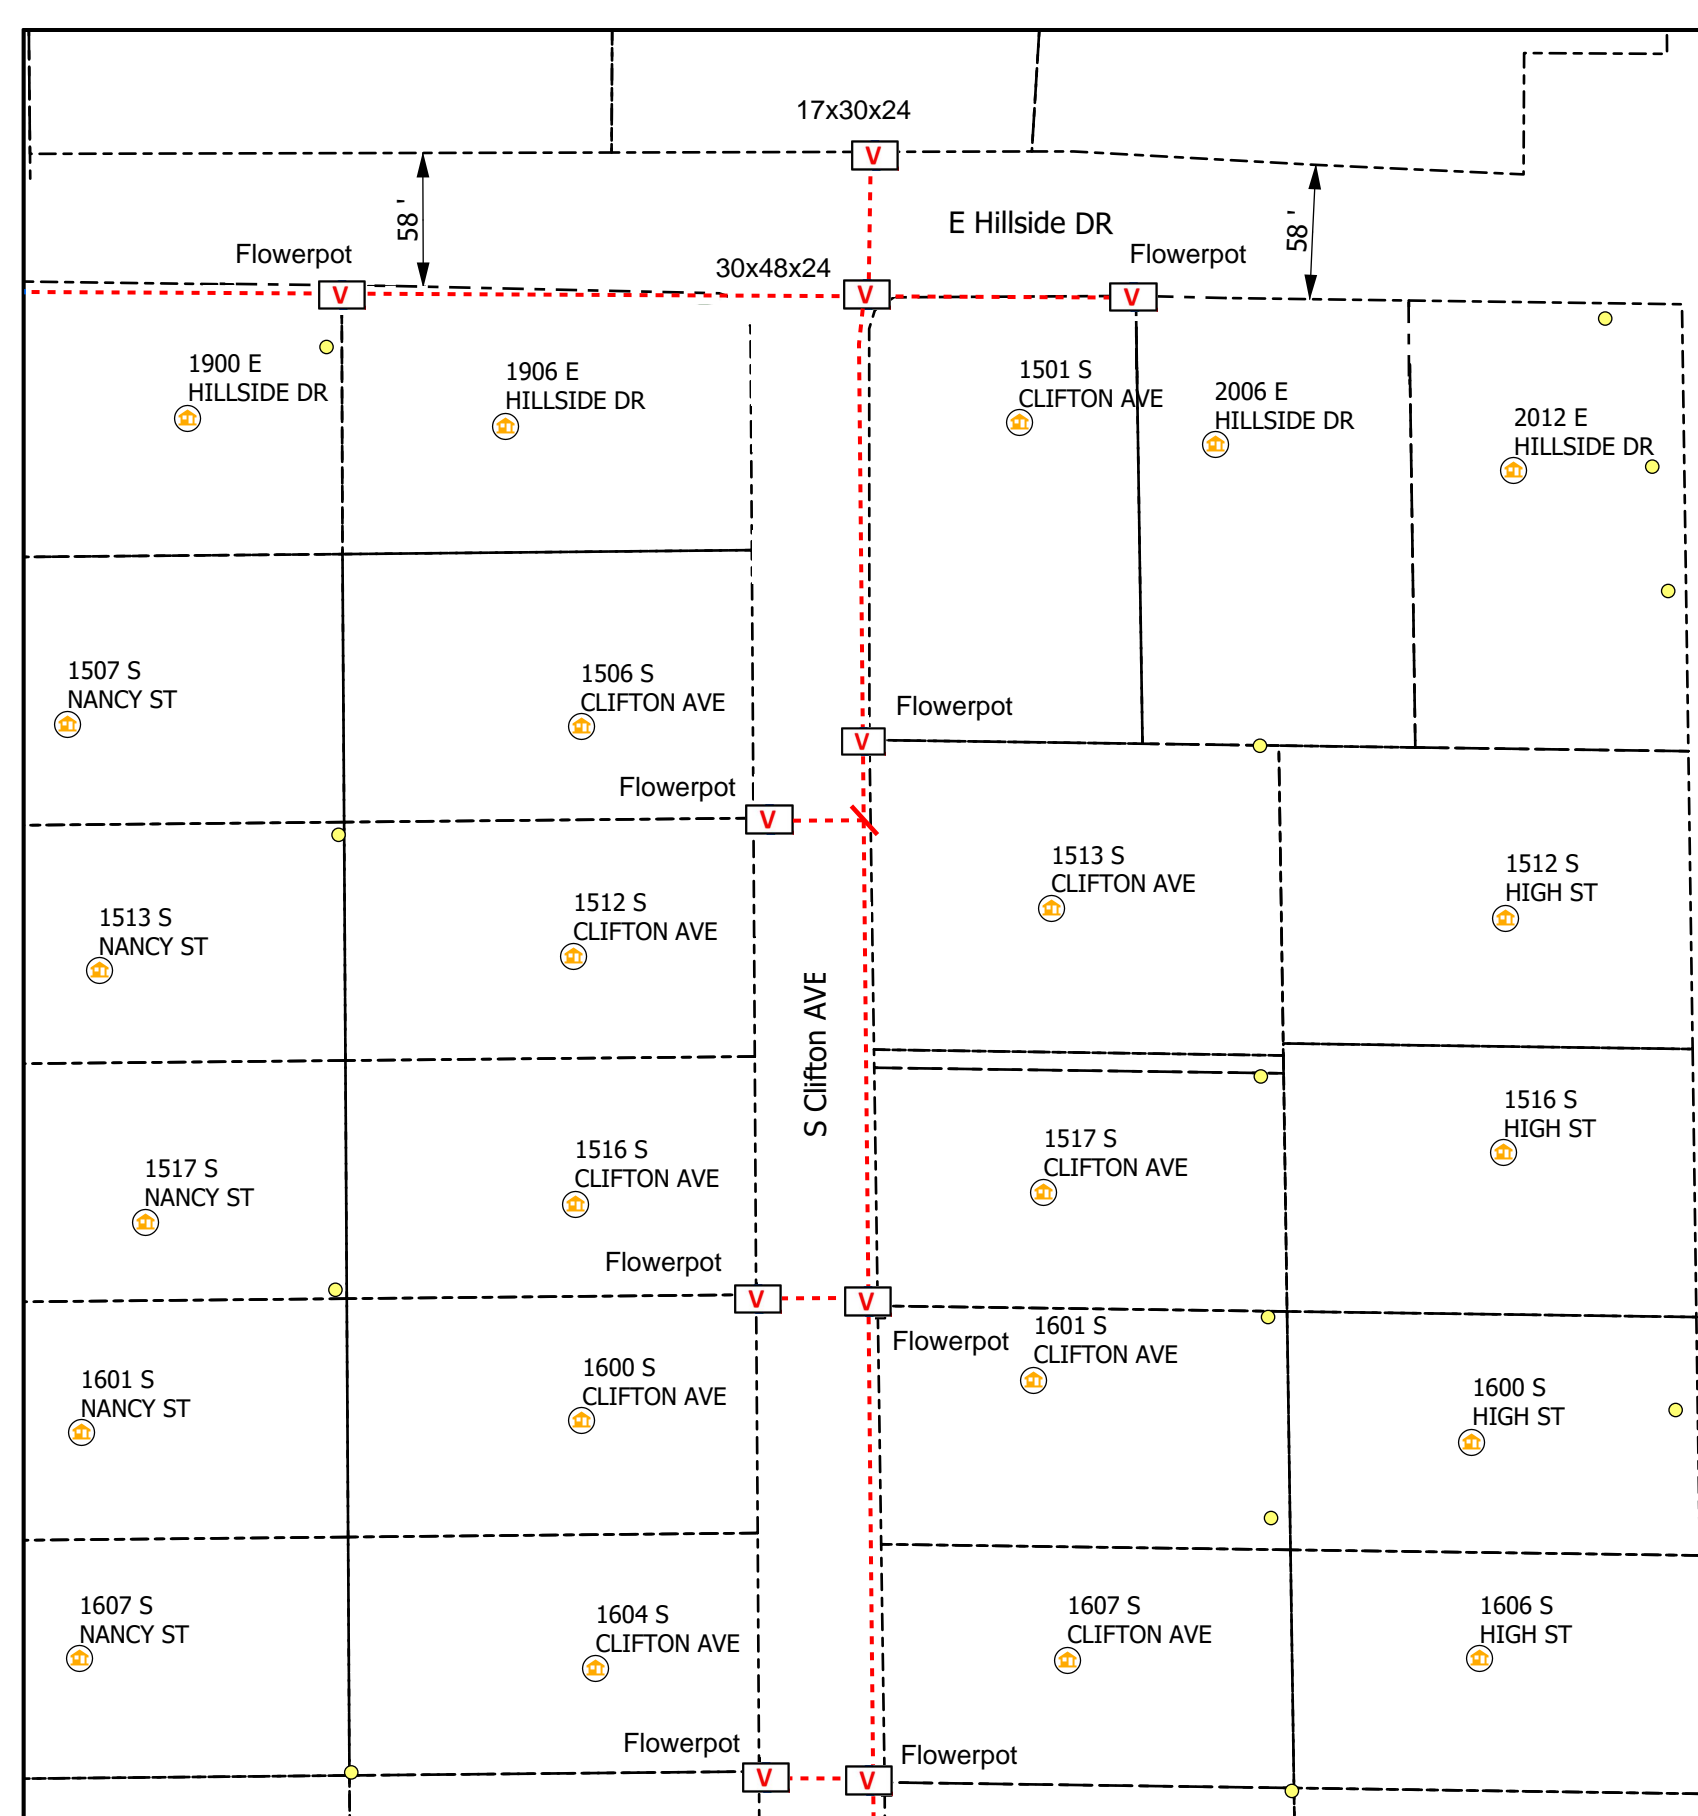 17x30x24
V
58 '
E Hillside DR
58 '
Flowerpot
30x48x24
Flowerpot
V
V
V
1900 E
HILLSIDE DR
1906 E
HILLSIDE DR
1501 S
CLIFTON AVE
2006 E
HILLSIDE DR
2012 E
HILLSIDE DR
1507 S
NANCY ST
1506 S
CLIFTON AVE
Flowerpot
V
Flowerpot
V
1513 S
NANCY ST
1512 S
CLIFTON AVE
1513 S
CLIFTON AVE
1512 S
HIGH ST
S Clifton AVE
1517 S
NANCY ST
1516 S
CLIFTON AVE
1517 S
CLIFTON AVE
1516 S
HIGH ST
Flowerpot
V
V
Flowerpot
1601 S
NANCY ST
1600 S
CLIFTON AVE
1601 S
CLIFTON AVE
1600 S
HIGH ST
1607 S
NANCY ST
1604 S
CLIFTON AVE
1607 S
CLIFTON AVE
1606 S
HIGH ST
Flowerpot
Flowerpot
V
V